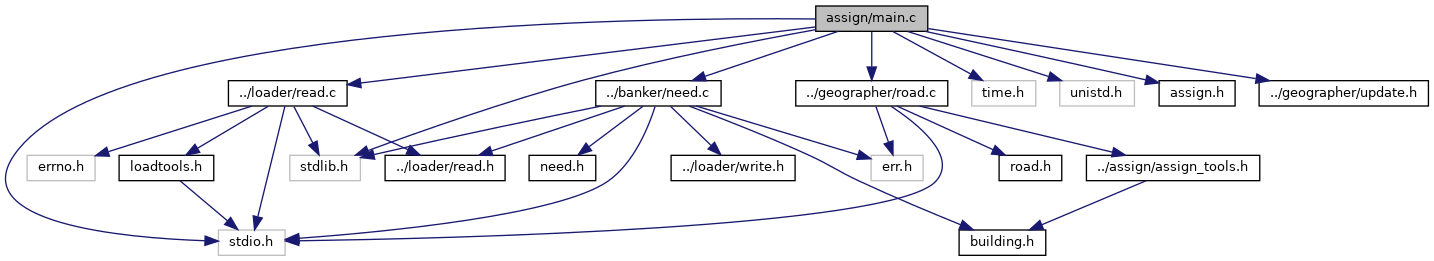 assign/main.c
../loader/read.c
../banker/need.c
../geographer/road.c
time.h
unistd.h
assign.h
../geographer/update.h
errno.h
loadtools.h
stdlib.h
../loader/read.h
need.h
../loader/write.h
err.h
road.h
../assign/assign_tools.h
stdio.h
building.h